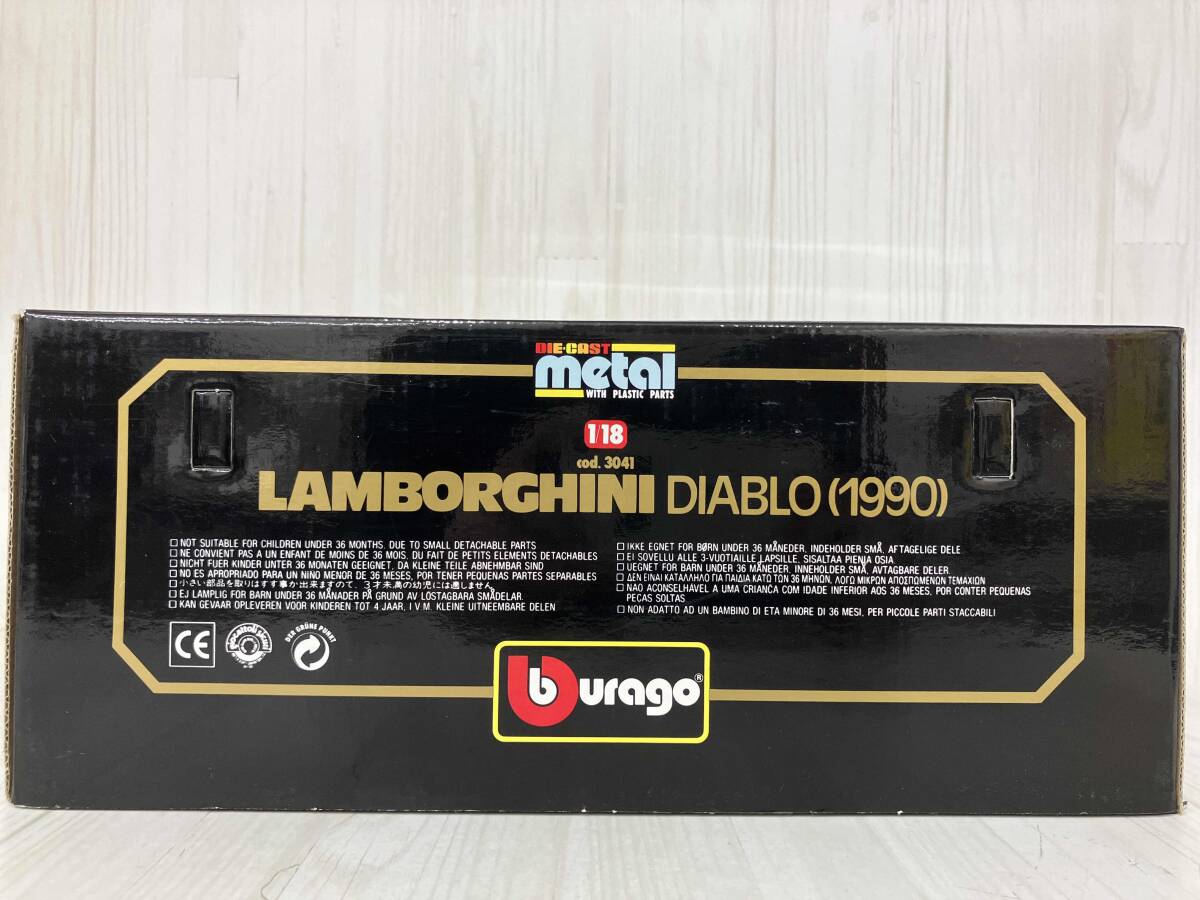 DIE-CAST
metal
WITH PLASTIC PARTS
1/18
cod. 3041
LAMBORGHINI DIABLO (1990)
NOT SUITABLE FOR CHILDREN UNDER 36 MONTHS, DUE TO SMALL DETACHABLE PARTS
NE CONVIENT PAS A UN ENFANT DE MOINS DE 36 MOIS, DU FAIT DE PETITS ELEMENTS DETACHABLES
NICHT FUER KINDER UNTER 36 MONATEN GEEIGNET, DA KLEINE TEILE ABNEHMBAR SIND
NO ES APROPRIADO PARA UN NINO MENOR DE 36 MESES, POR TENER PEQUENAS PARTES SEPARABLES
小さい部品を取りはすす事が出来ますので、3才未満の幼児には適しません。
EJ LAMPLIG FOR BARN UNDER 36 MÅNADER PÅ GRUND AV LÖSTAGBARA SMÅDELAR.
KAN GEVAAR OPLEVEREN VOOR KINDEREN TOT 4 JAAR, I V M. KLEINE UITNEEMBARE DELEN
IKKE EGNET FOR BØRN UNDER 36 MÅNEDER, INDEHOLDER SMÅ, AFTAGELIGE DELE
EI SOVELLU ALLE 3-VUOTIAILLE LAPSILLE, SISALTAA PIENIA OSIA
UEGNET FOR BARN UNDER 36 MÅNEDER, INNEHOLDER SMÅ, AVTAGBARE DELER.
ΔΕΝ ΕΙΝΑΙ ΚΑΤΑΛΛΗΛΟ ΓΙΑ ΠΑΙΔΙΑ ΚΑΤΩ ΤΩΝ 36 ΜΗΝΩΝ, ΛΟΓΩ ΜΙΚΡΩΝ ΑΠΟΣΠΩΜΕΝΩΝ ΤΕΜΑΧΙΩΝ
NAO ACONSELHAVEL A UMA CRIANCA COM IDADE INFERIOR AOS 36 MESES, POR CONTER PEQUENAS
PEÇAS SOLTAS.
NON ADATTO AD UN BAMBINO DI ETA MINORE DI 36 MESI, PER PICCOLE PARTI STACCABILI
CE
giocattoli sicuri
DER GRÜNE PUNKT
burago®